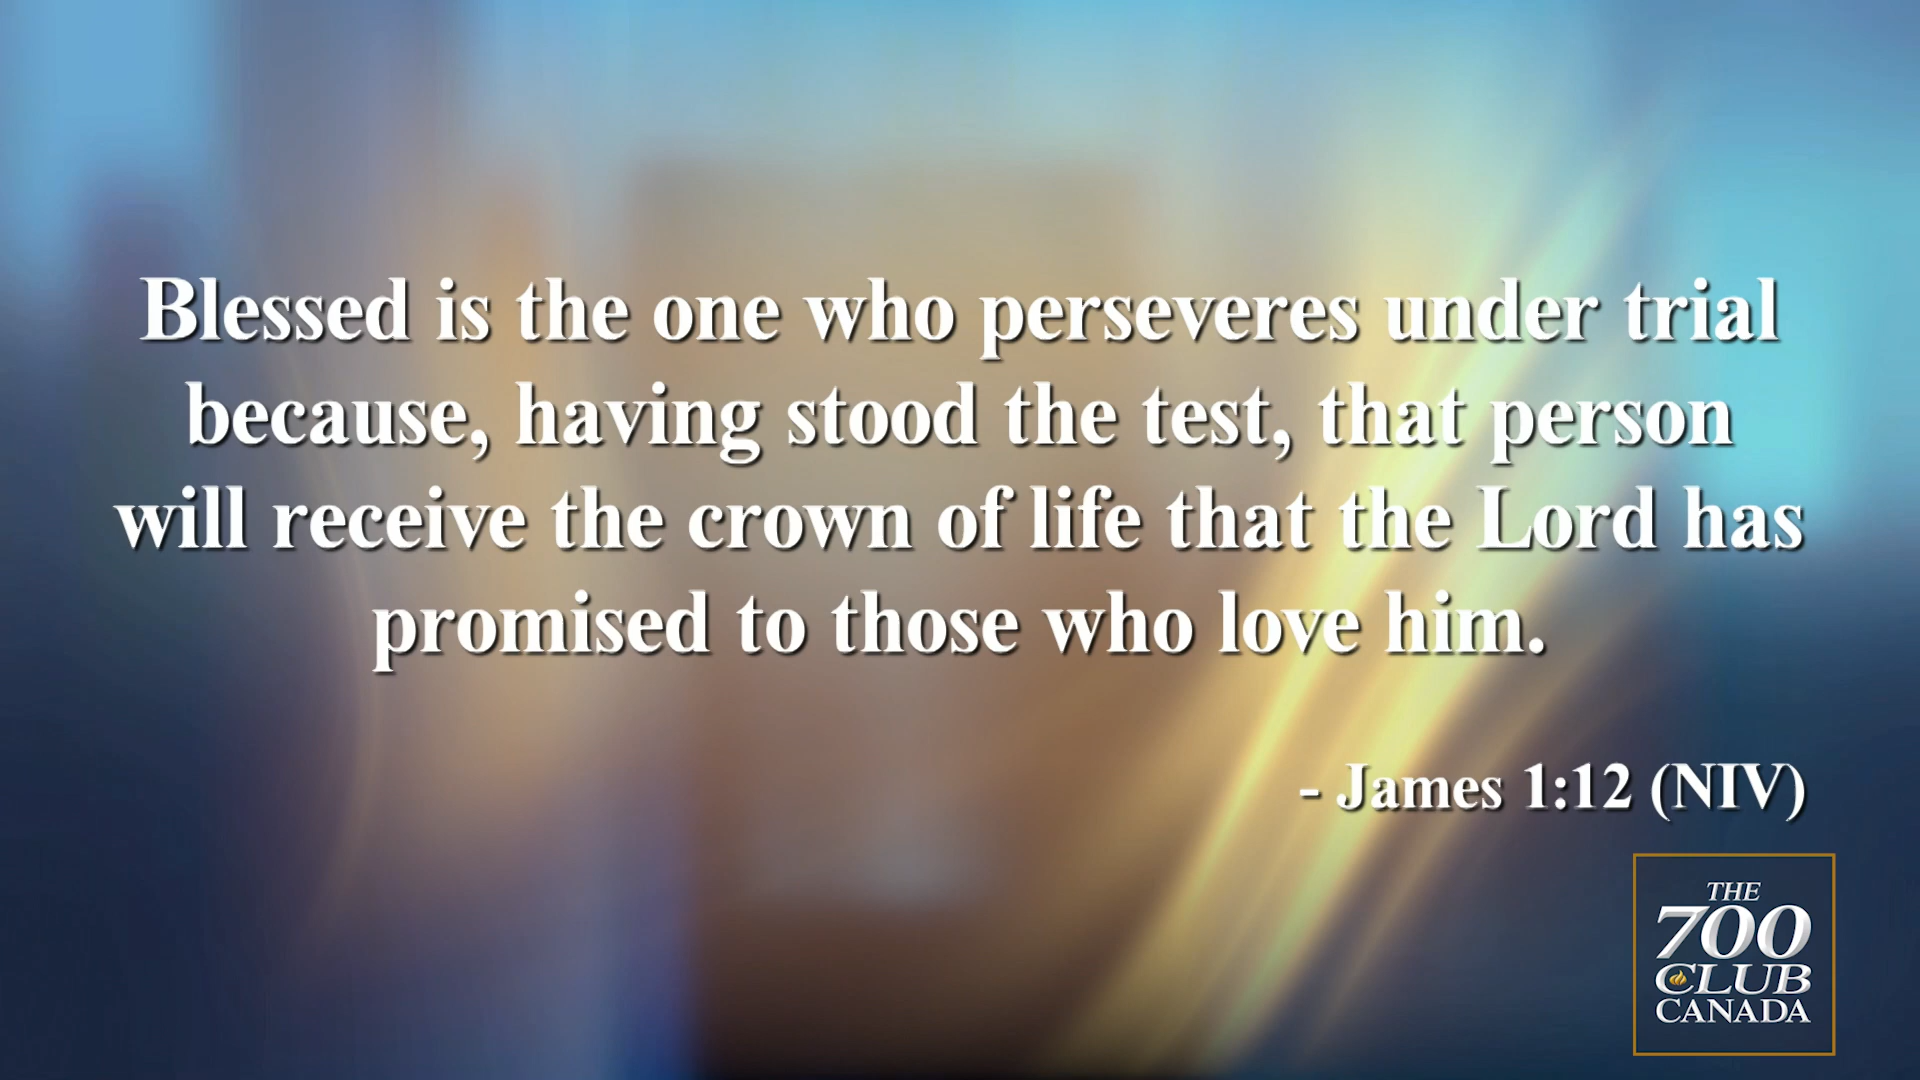 Blessed is the one who perseveres under trial
because, having stood the test, that person
will receive the crown of life that the Lord has
promised to those who love him.
- James 1:12 (NIV)
THE
700
CLUB
CANADA